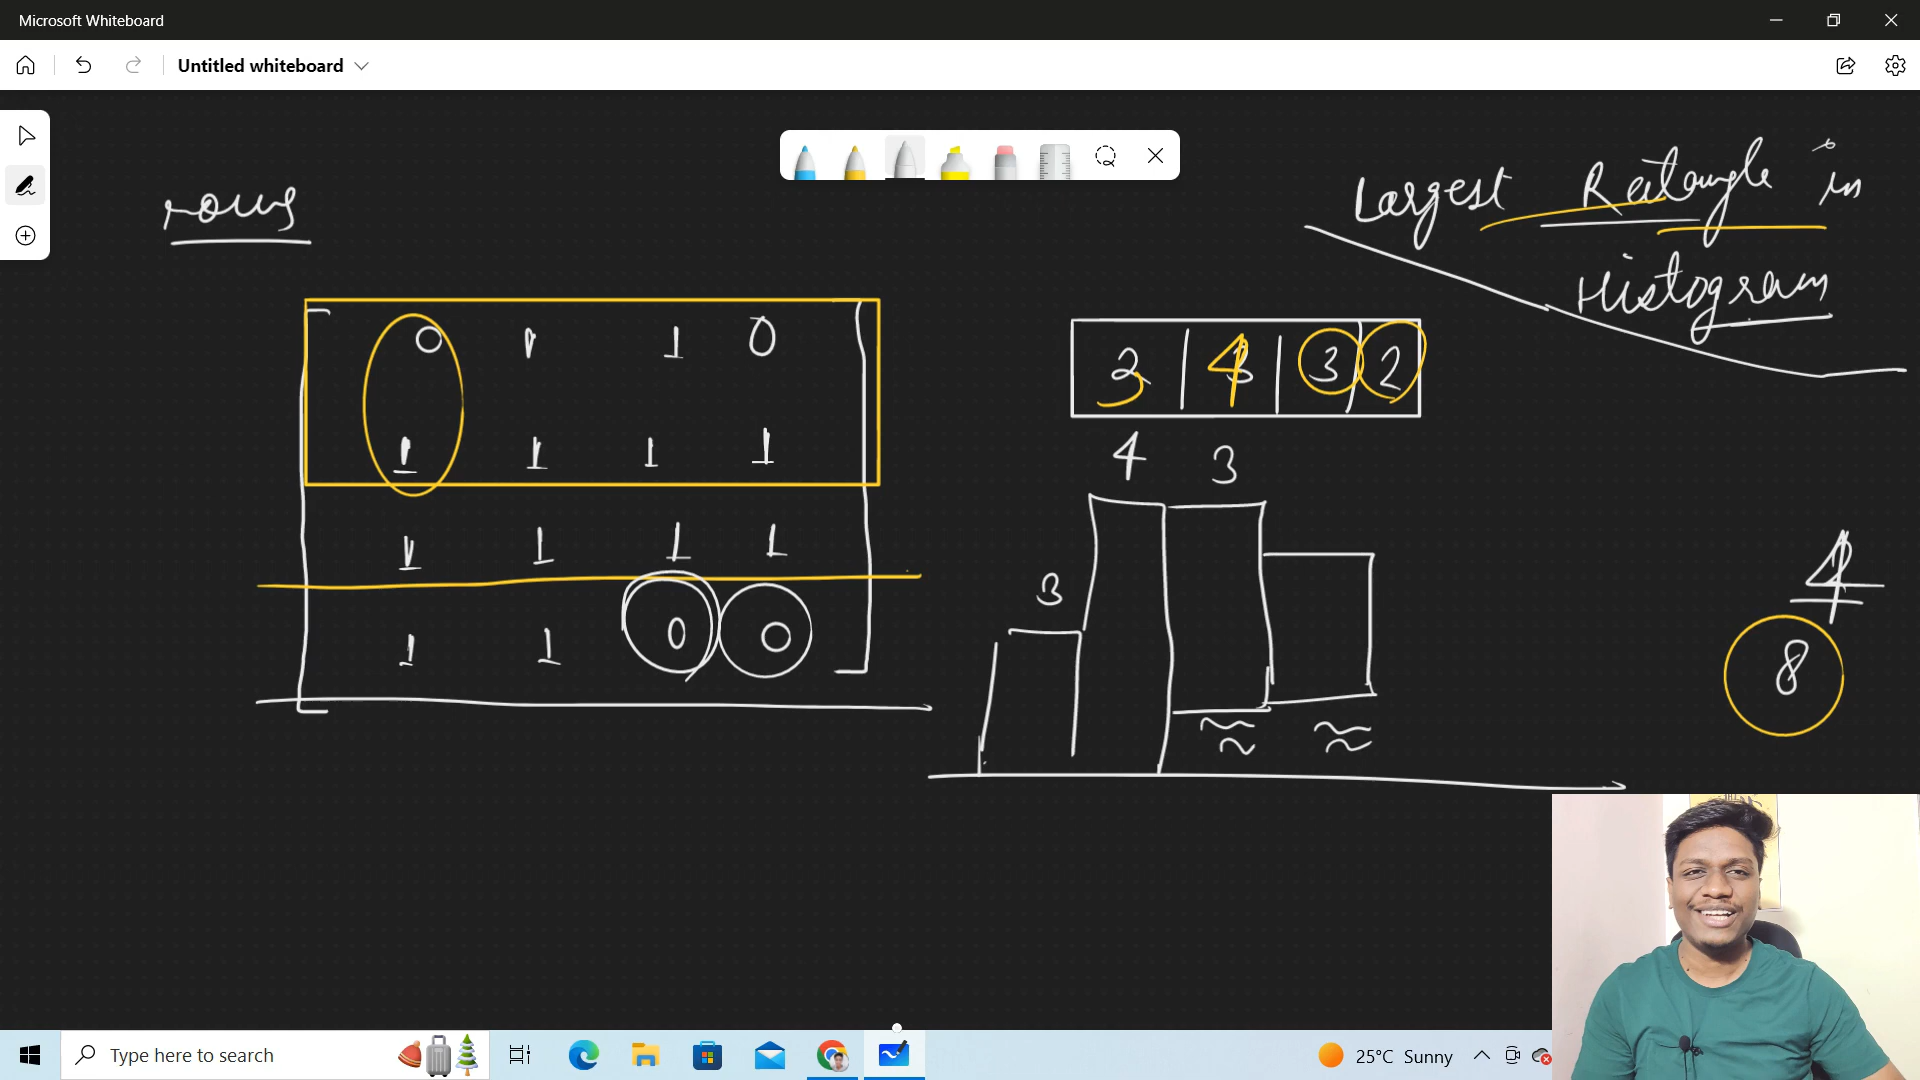 Microsoft Whiteboard
Untitled whiteboard
rows
Largest Rectangle in
Histogram
0 1 1 0
1 1 1 1
1 1 1 1
1 1 0 0
3 4 3 2
4 3
3
4
8
Type here to search
25°C Sunny